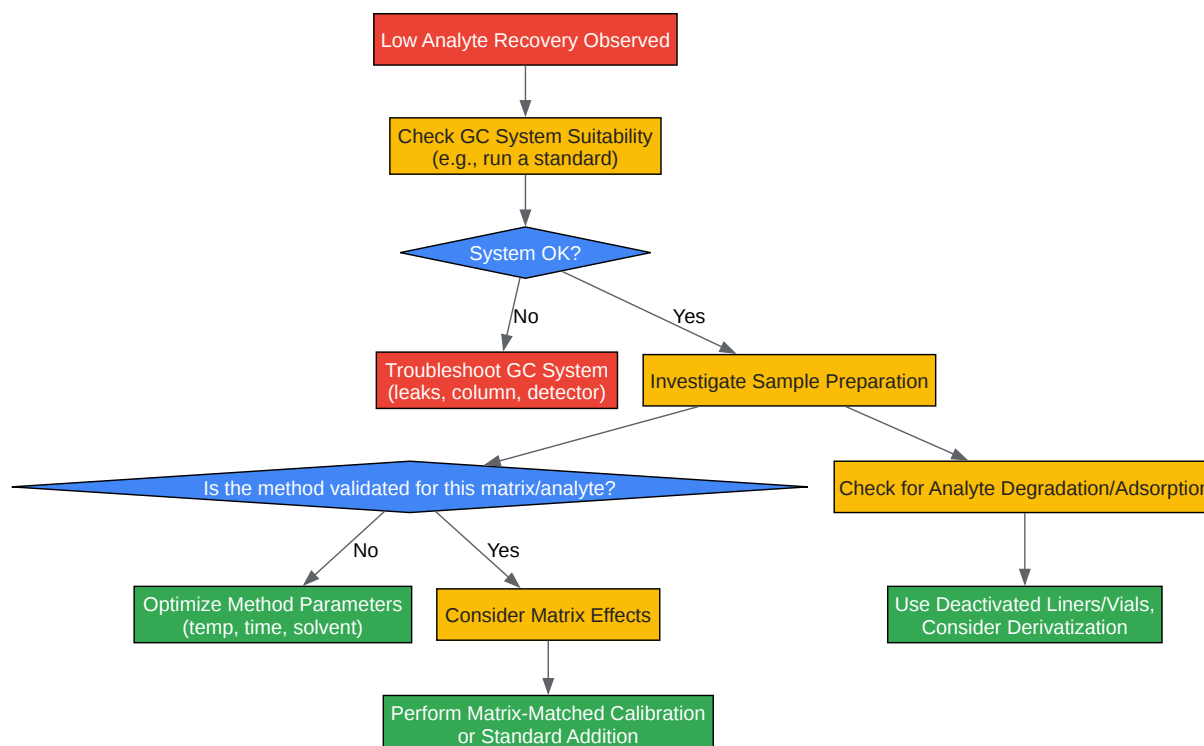 Low Analyte Recovery Observed
Check GC System Suitability
(e.g., run a standard)
System OK?
No
Yes
Troubleshoot GC System
(leaks, column, detector)
Investigate Sample Preparation
Is the method validated for this matrix/analyte?
Check for Analyte Degradation/Adsorption
No
Yes
Optimize Method Parameters
(temp, time, solvent)
Consider Matrix Effects
Use Deactivated Liners/Vials,
Consider Derivatization
Perform Matrix-Matched Calibration
or Standard Addition